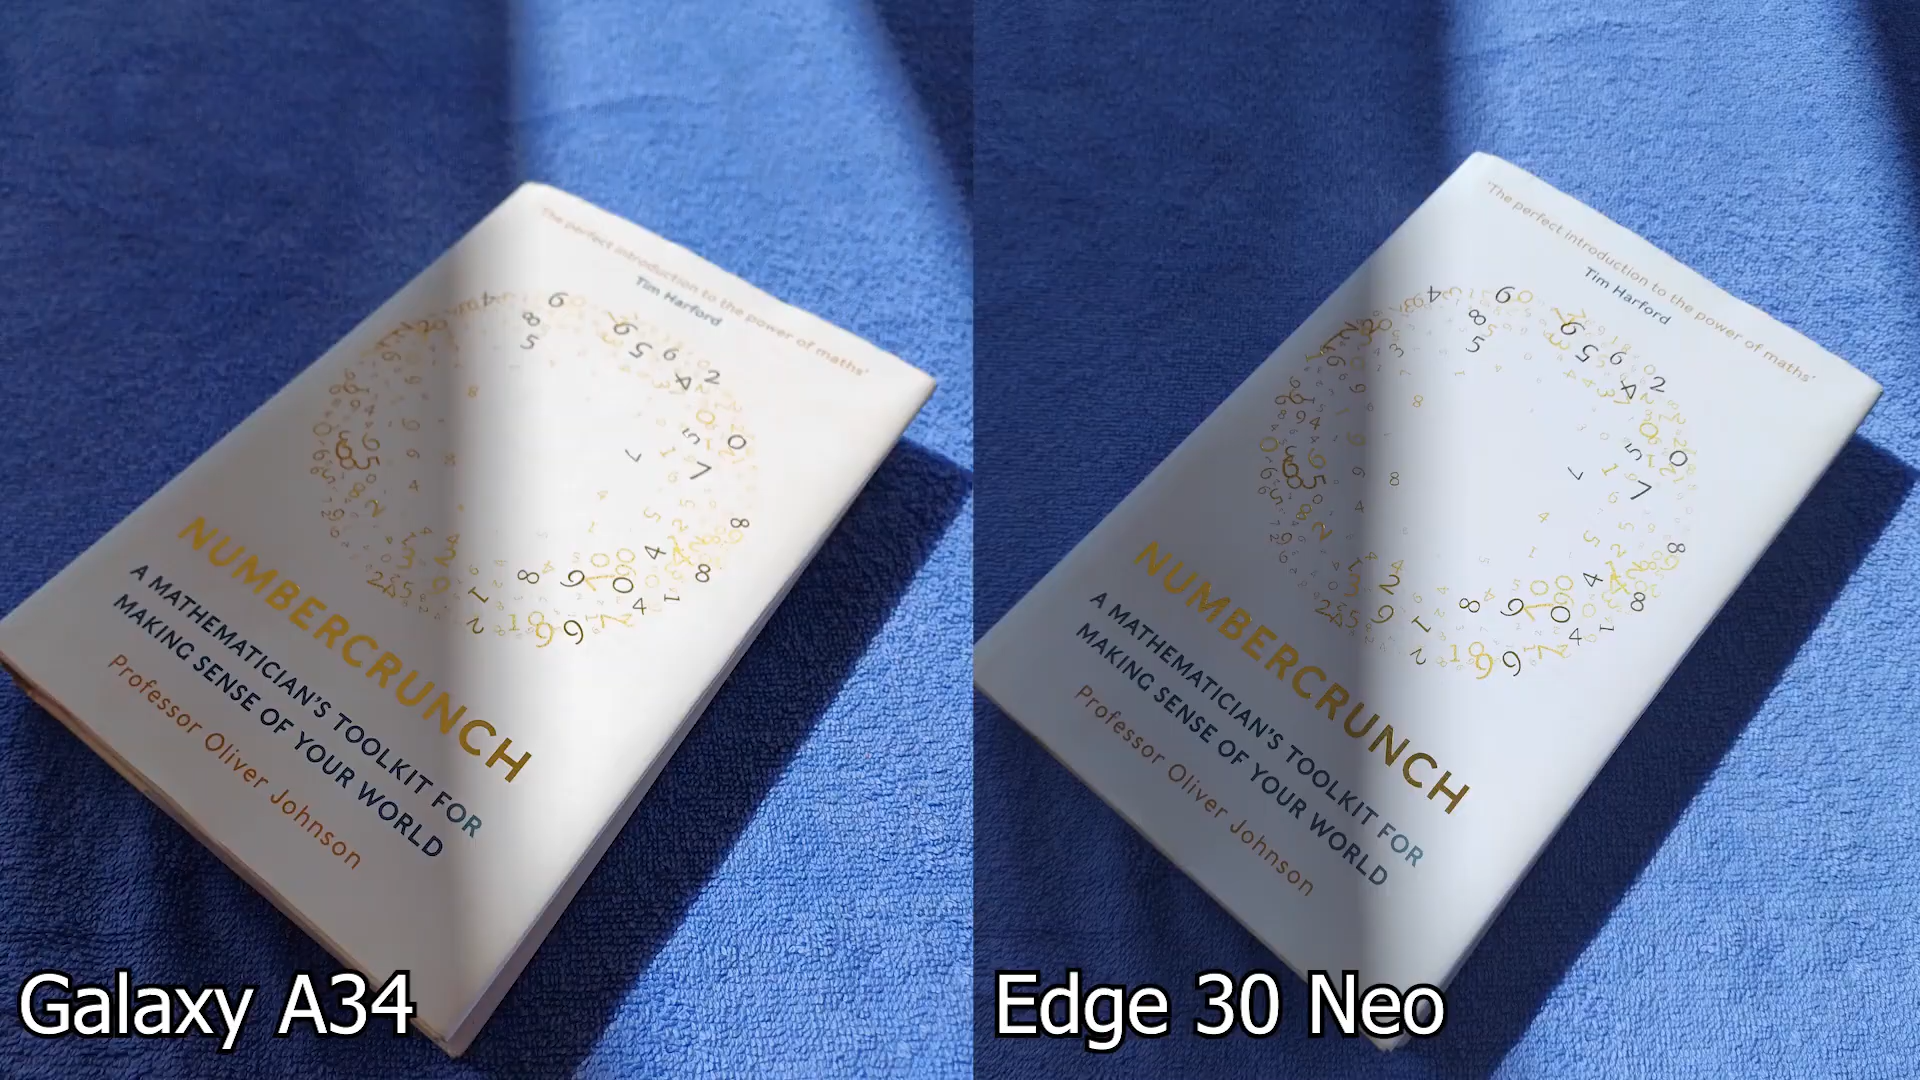 'The perfect introduction to the power of maths'
Tim Harford
NUMBERCRUNCH
A MATHEMATICIAN'S TOOLKIT FOR
MAKING SENSE OF YOUR WORLD
Professor Oliver Johnson
Galaxy A34
'The perfect introduction to the power of maths'
Tim Harford
NUMBERCRUNCH
A MATHEMATICIAN'S TOOLKIT FOR
MAKING SENSE OF YOUR WORLD
Professor Oliver Johnson
Edge 30 Neo